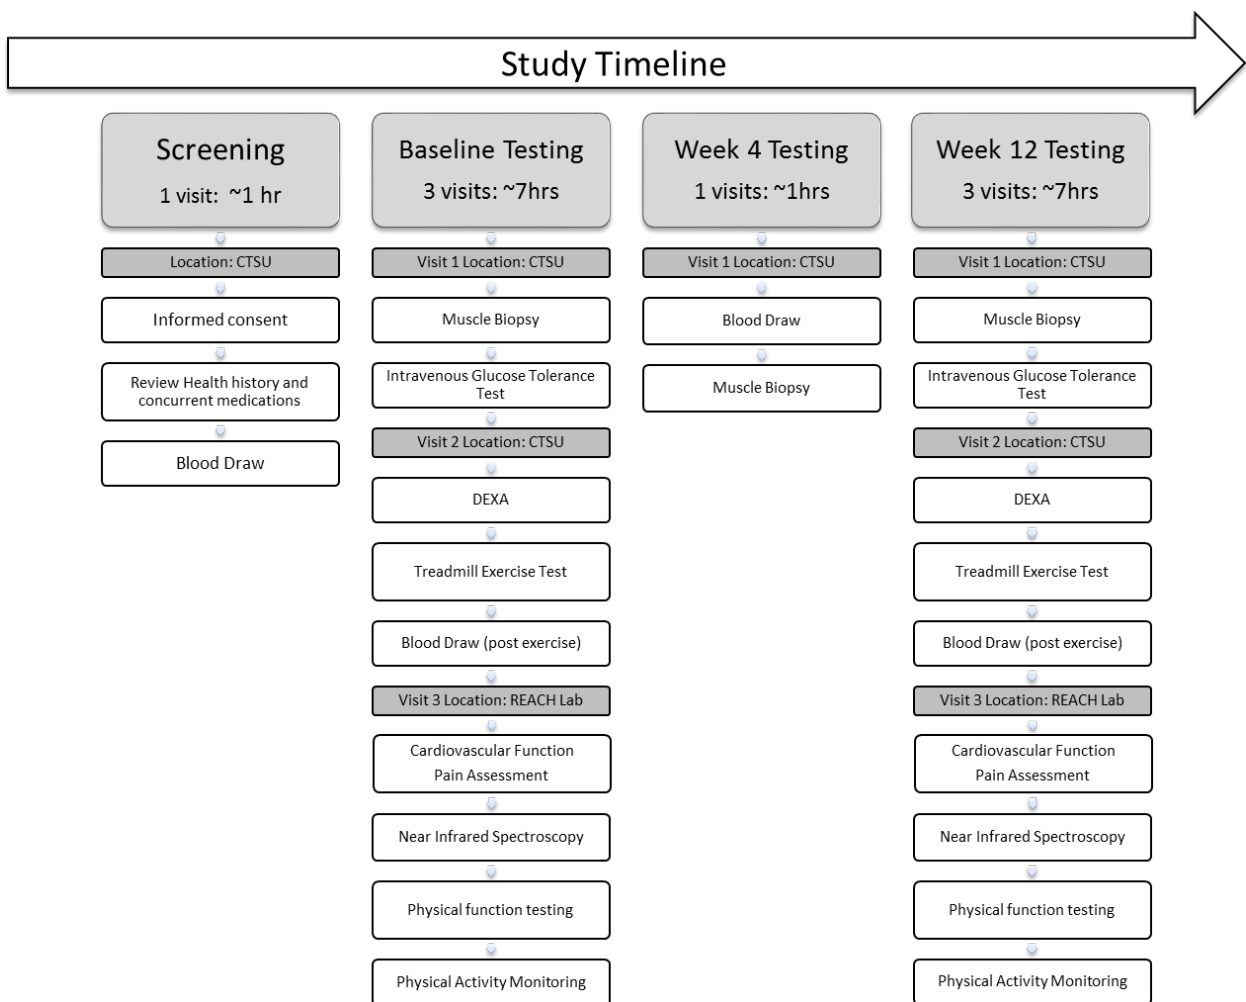 Study Timeline
Screening
1 visit:  ~1 hr
Location: CTSU
Informed consent
Review Health history and
concurrent medications
Blood Draw
Baseline Testing
3 visits: ~7hrs
Visit 1 Location: CTSU
Muscle Biopsy
Intravenous Glucose Tolerance
Test
Visit 2 Location: CTSU
DEXA
Treadmill Exercise Test
Blood Draw (post exercise)
Visit 3 Location: REACH Lab
Cardiovascular Function
Pain Assessment
Near Infrared Spectroscopy
Physical function testing
Physical Activity Monitoring
Week 4 Testing
1 visits: ~1hrs
Visit 1 Location: CTSU
Blood Draw
Muscle Biopsy
Week 12 Testing
3 visits: ~7hrs
Visit 1 Location: CTSU
Muscle Biopsy
Intravenous Glucose Tolerance
Test
Visit 2 Location: CTSU
DEXA
Treadmill Exercise Test
Blood Draw (post exercise)
Visit 3 Location: REACH Lab
Cardiovascular Function
Pain Assessment
Near Infrared Spectroscopy
Physical function testing
Physical Activity Monitoring